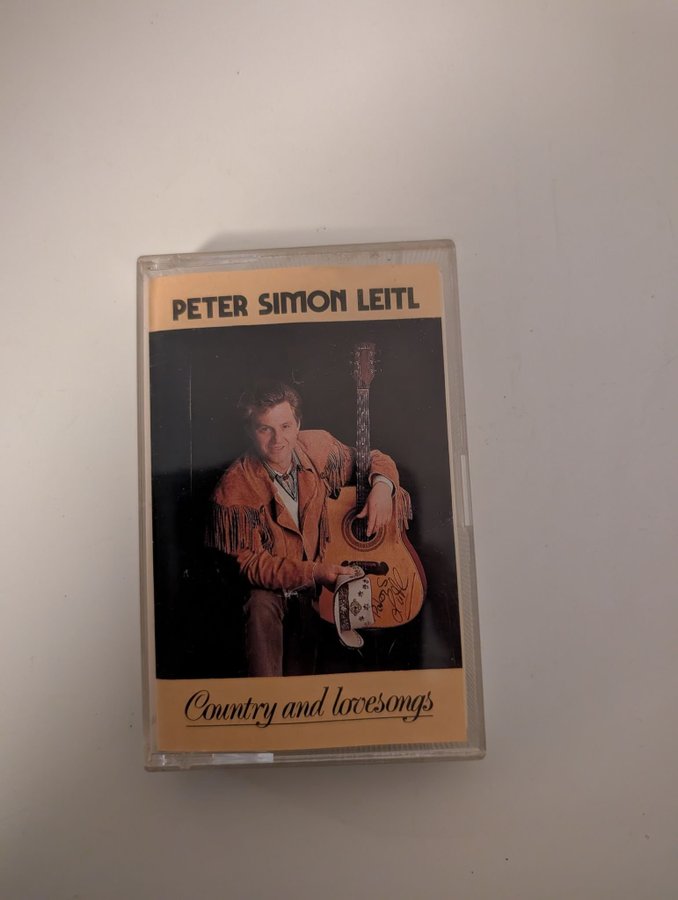 PETER SIMON LEITL
Country and lovesongs